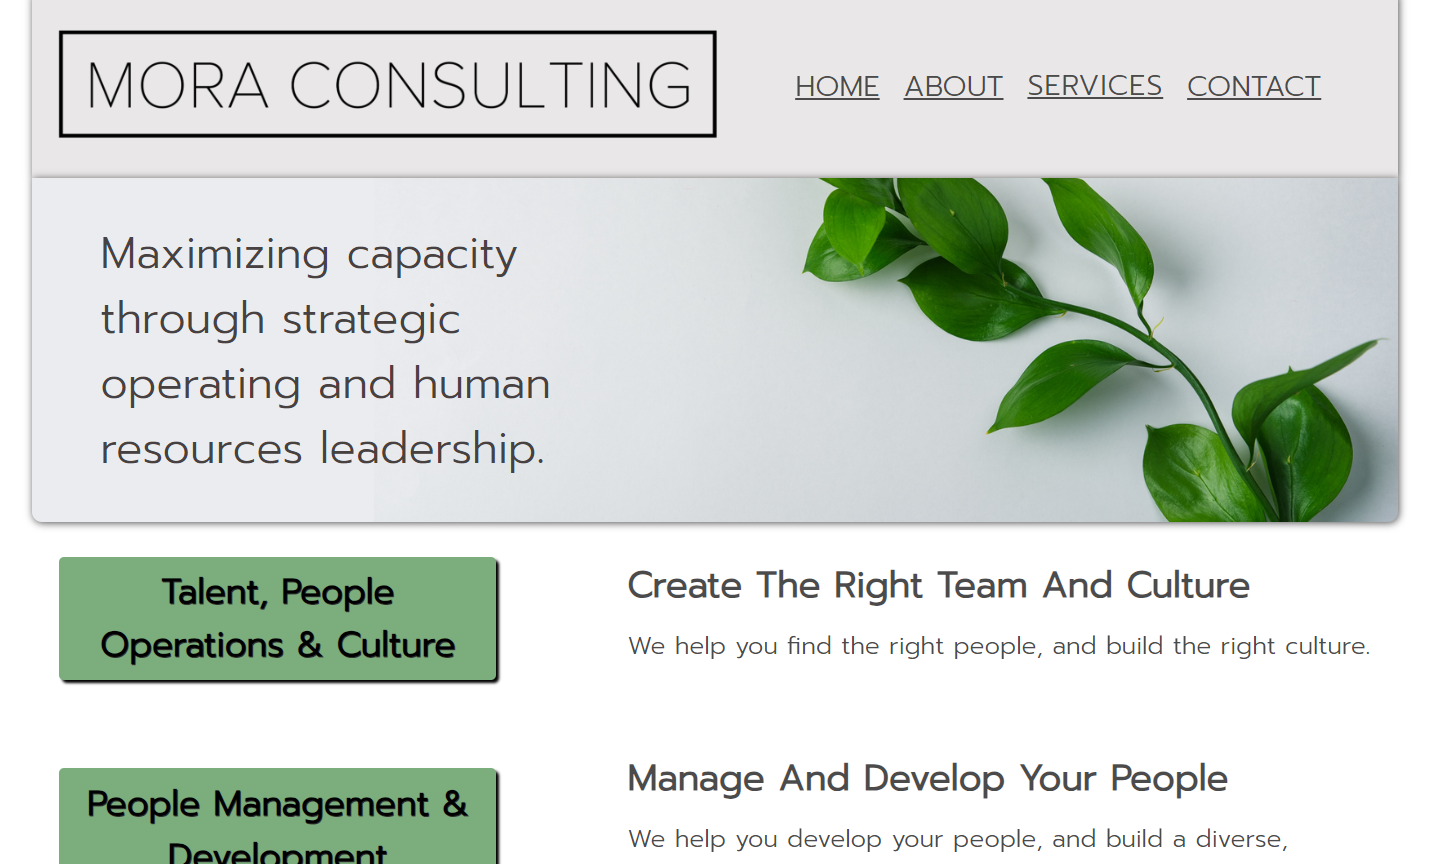 MORA CONSULTING
HOME ABOUT SERVICES CONTACT
Maximizing capacity
through strategic
operating and human
resources leadership.
Talent, People
Operations & Culture
Create The Right Team And Culture
We help you find the right people, and build the right culture.
People Management &
Development
Manage And Develop Your People
We help you develop your people, and build a diverse,